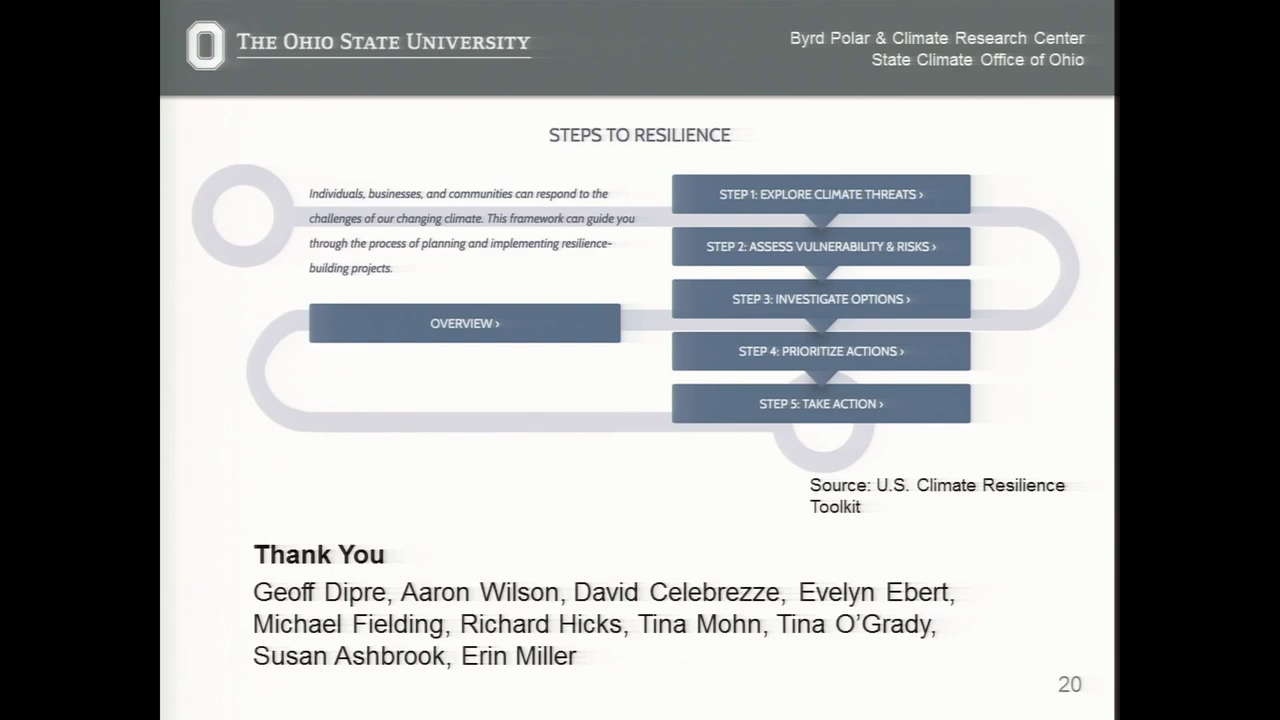 THE OHIO STATE UNIVERSITY
Byrd Polar & Climate Research Center
State Climate Office of Ohio
STEPS TO RESILIENCE
Individuals, businesses, and communities can respond to the
challenges of our changing climate. This framework can guide you
through the process of planning and implementing resilience-
building projects.
OVERVIEW ›
STEP 1: EXPLORE CLIMATE THREATS ›
STEP 2: ASSESS VULNERABILITY & RISKS ›
STEP 3: INVESTIGATE OPTIONS ›
STEP 4: PRIORITIZE ACTIONS ›
STEP 5: TAKE ACTION ›
Source: U.S. Climate Resilience
Toolkit
Thank You
Geoff Dipre, Aaron Wilson, David Celebrezze, Evelyn Ebert,
Michael Fielding, Richard Hicks, Tina Mohn, Tina O’Grady,
Susan Ashbrook, Erin Miller
20